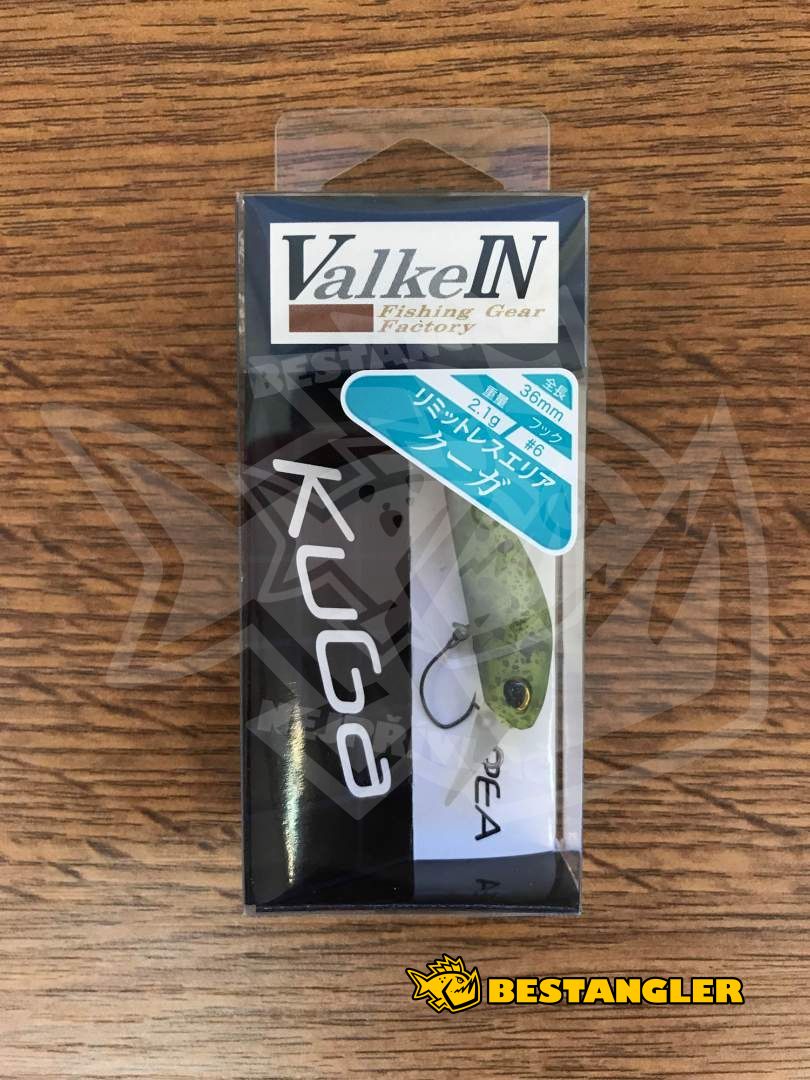 ValkeIN
Fishing Gear
Factory
全長
36mm
重量
フック
2.1g
#6
リミットレスエリア
クーガ
KuGa
BESTANGLER
BESTANGLER